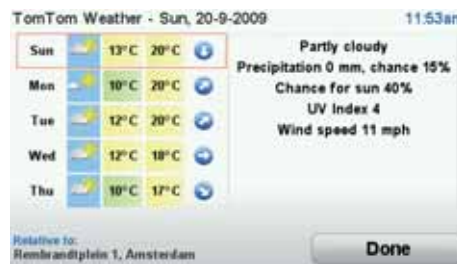 TomTom Weather - Sun, 20-9-2009 11:53am
Sun 13°C 20°C
Mon 10°C 20°C
Tue 12°C 20°C
Wed 12°C 18°C
Thu 10°C 17°C
Partly cloudy
Precipitation 0 mm, chance 15%
Chance for sun 40%
UV Index 4
Wind speed 11 mph
Relative to:
Rembrandtplein 1, Amsterdam
Done